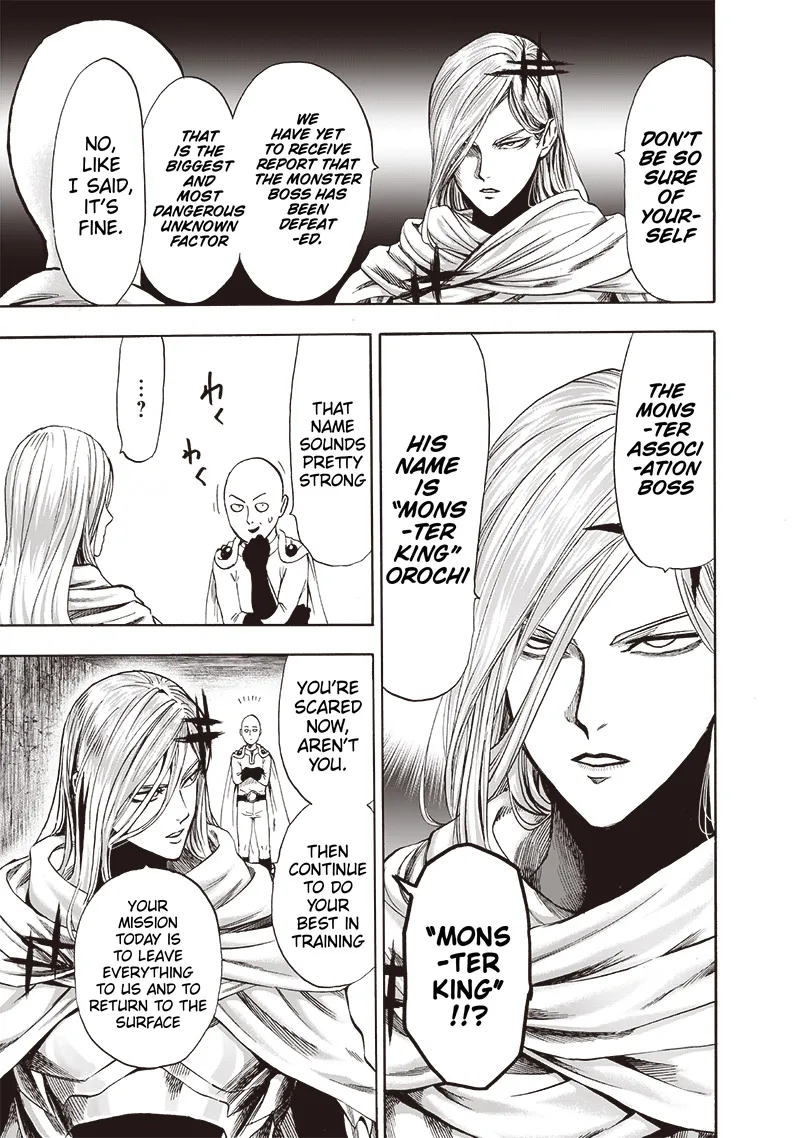 DON'T
BE SO
SURE
OF
YOUR-
SELF
WE
HAVE YET
TO RECEIVE
REPORT THAT
THE MONSTER
BOSS HAS
BEEN
DEFEAT
-ED.
THAT
IS THE
BIGGEST
AND
MOST
DANGEROUS
UNKNOWN
FACTOR
NO,
LIKE
I SAID,
IT'S
FINE.
THE
MONS
-TER
ASSOCI
-ATION
BOSS
HIS
NAME
IS
"MONS
-TER
KING"
OROCHI
"MONS
-TER
KING"
!!?
THAT
NAME
SOUNDS
PRETTY
STRONG
わく
わく
...?
YOU'RE
SCARED
NOW,
AREN'T
YOU.
THEN
CONTINUE
TO DO
YOUR
BEST IN
TRAINING
YOUR
MISSION
TODAY IS
TO LEAVE
EVERYTHING
TO US AND TO
RETURN TO THE
SURFACE